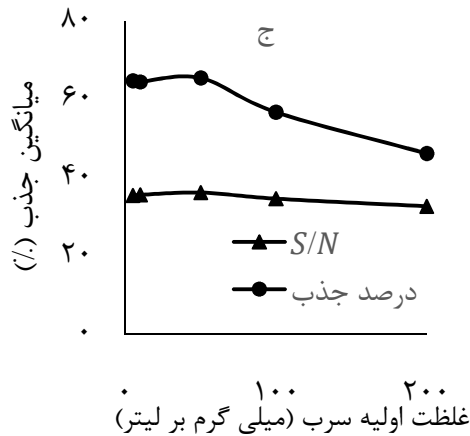 ج
میانگین جذب (%)
۸۰
۶۰
۴۰
۲۰
۰
S/N
درصد جذب
۰ ۱۰۰ ۲۰۰
غلظت اولیه سرب (میلی گرم بر لیتر)